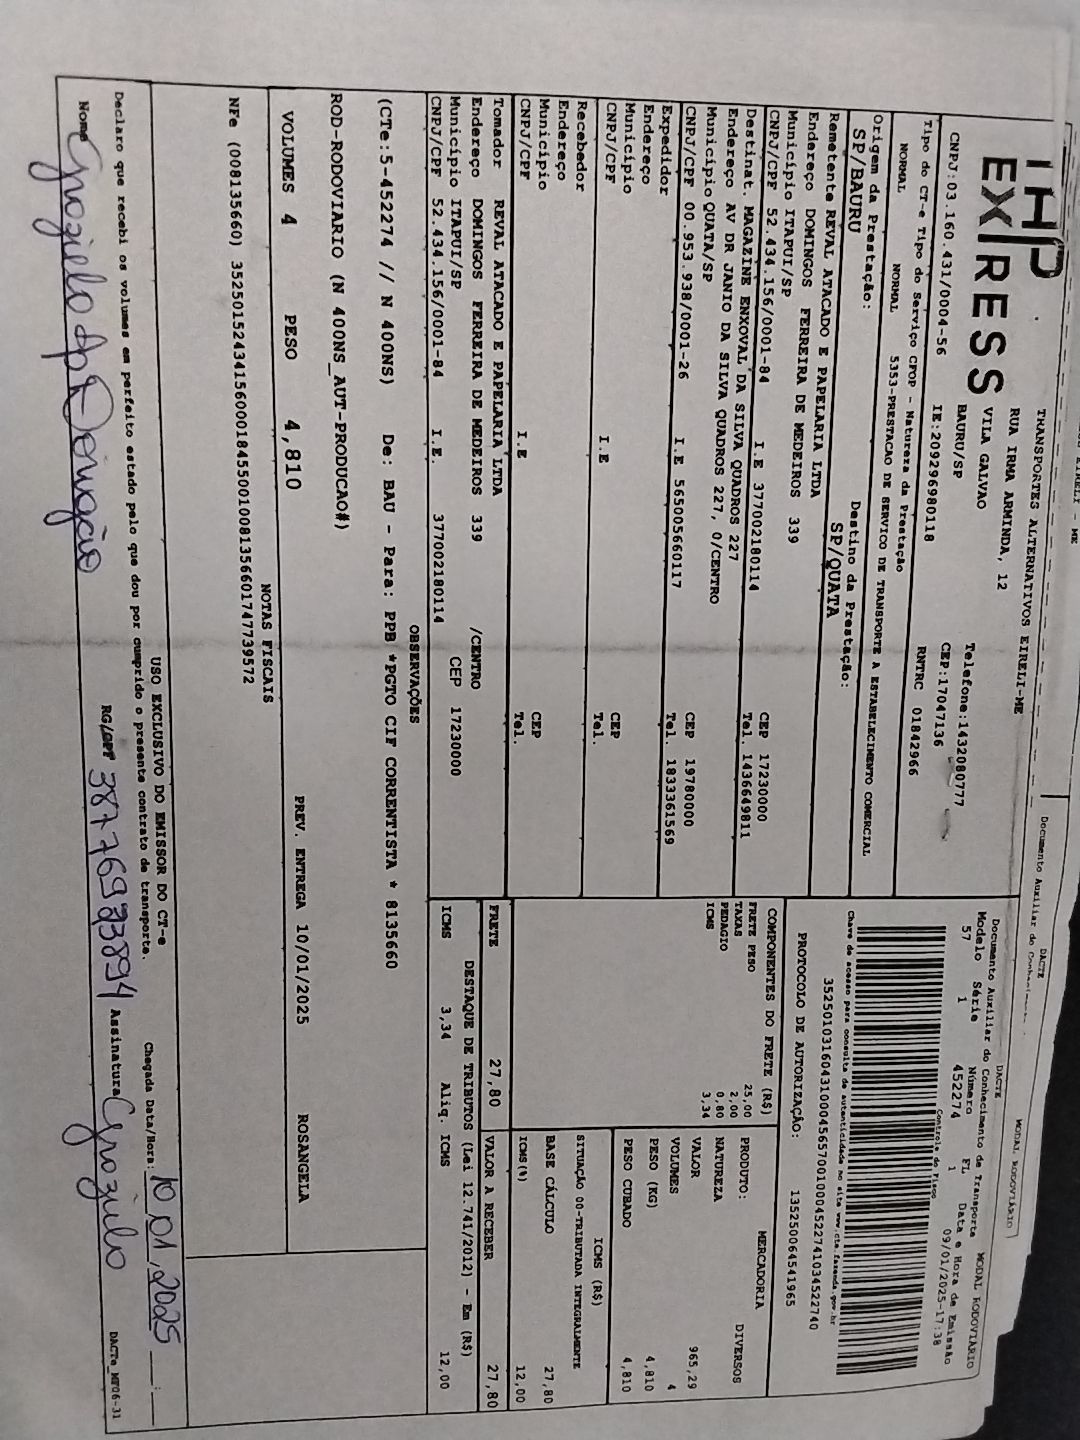 THP
EX/RESS
TRANSPORTES ALTERNATIVOS EIRELI-ME
RUA IRMA ARMINDA, 12
VILA GALVAO
BAURU/SP
Telefone:1432080777
CEP:17047136
CNPJ:03.160.431/0004-56 IE:209296980118 RNTRC 01842966
Tipo do CT-e Tipo do Serviço CFOP - Natureza da Prestação
NORMAL NORMAL 5353-PRESTACAO DE SERVICO DE TRANSPORTE A ESTABELECIMENTO COMERCIAL
Origem da Prestação: Destino da Prestação:
SP/BAURU SP/QUATA
Remetente REVAL ATACADO E PAPELARIA LTDA
Endereço DOMINGOS FERREIRA DE MEDEIROS 339
Município ITAPUI/SP CEP 17230000
CNPJ/CPF 52.434.156/0001-84 I.E 377002180114 Tel. 1436649811
Destinat. MAGAZINE ENXOVAL DA SILVA QUADROS 227
Endereço AV DR JANIO DA SILVA QUADROS 227, 0/CENTRO
Município QUATA/SP CEP 19780000
CNPJ/CPF 00.953.938/0001-26 I.E 565005660117 Tel. 1833361569
Expedidor
Endereço
Município CEP
CNPJ/CPF I.E Tel.
Recebedor
Endereço
Município CEP
CNPJ/CPF I.E Tel.
Tomador REVAL ATACADO E PAPELARIA LTDA
Endereço DOMINGOS FERREIRA DE MEDEIROS 339 /CENTRO
Município ITAPUI/SP CEP 17230000
CNPJ/CPF 52.434.156/0001-84 I.E. 377002180114
DACTE MODAL RODOVIÁRIO
Documento Auxiliar do Conhecimento de Transporte
Modelo Série Número FL Data e Hora de Emissão
57 1 452274 1 09/01/2025-17:38
Controle do Fisco
Chave de acesso para consulta de autenticidade no site www.cte.fazenda.gov.br
35250103160431000456570010004522741034522740
PROTOCOLO DE AUTORIZAÇÃO: 135250064541965
COMPONENTES DO FRETE (R$)
FRETE PESO 25,00
TAXAS 2,00
PEDAGIO 0,80
ICMS 3,34
MERCADORIA
PRODUTO: DIVERSOS
NATUREZA
VALOR 965,29
VOLUMES 4
PESO (KG) 4,810
PESO CUBADO 4,810
ICMS (R$)
SITUAÇÃO 00-TRIBUTADA INTEGRALMENTE
BASE CÁLCULO 27,80
ICMS(%) 12,00
FRETE 27,80 VALOR A RECEBER 27,80
DESTAQUE DE TRIBUTOS (Lei 12.741/2012) - Em (R$)
ICMS 3,34 Aliq. ICMS 12,00
OBSERVAÇÕES
(CTe:5-452274 // N 400NS) De: BAU - Para: PPB *PGTO CIF CORRENTISTA * 8135660
ROD-RODOVIARIO (N 400NS_AUT-PRODUCAO#)
VOLUMES 4 PESO 4,810 PREV. ENTREGA 10/01/2025 ROSANGELA
NOTAS FISCAIS
NFe (008135660) 35250152434156000184550010081356601747739572
USO EXCLUSIVO DO EMISSOR DO CT-e
Declaro que recebi os volumes em perfeito estado pelo que dou por cumprido o presente contrato de transporte. Chegada Data/Hora: 10 01 2025 __:__
Nome RG/CPF Assinatura
DACTe_MT06-31